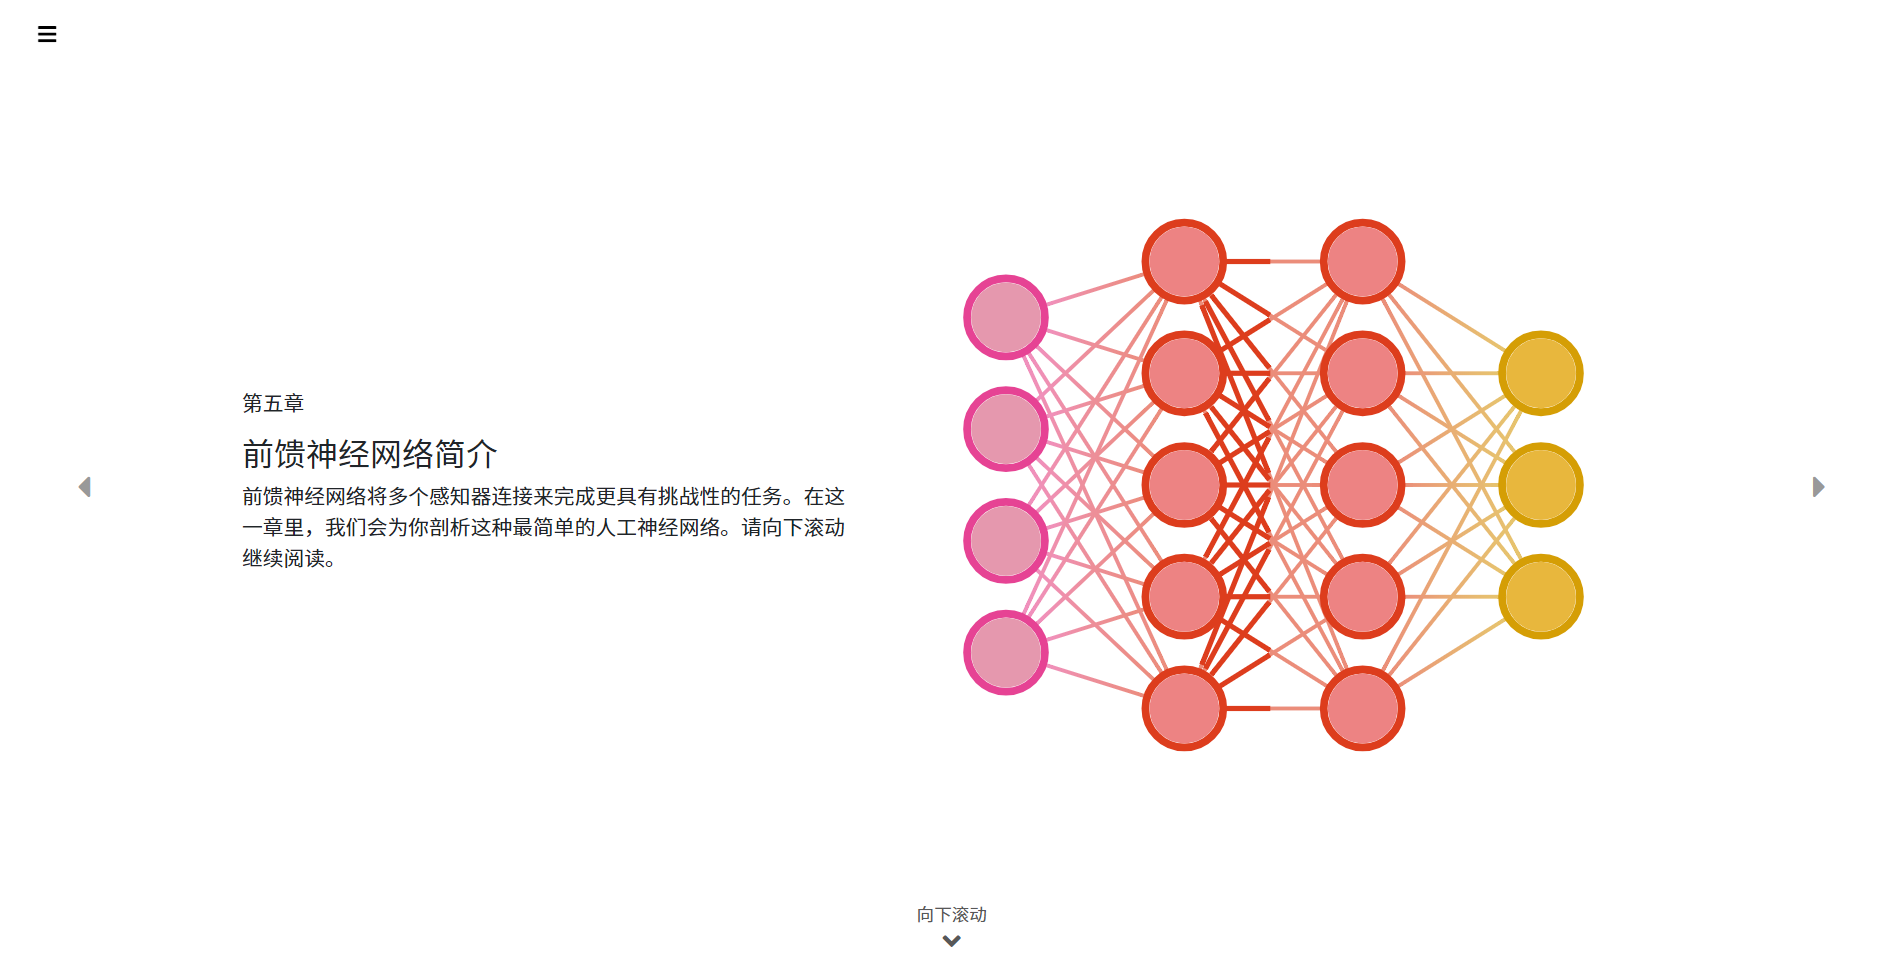 第五章
前馈神经网络简介
前馈神经网络将多个感知器连接来完成更具有挑战性的任务。在这
一章里，我们会为你剖析这种最简单的人工神经网络。请向下滚动
继续阅读。
向下滚动